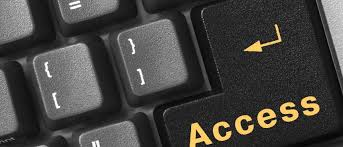 +
=
{ }
[ ]
Access